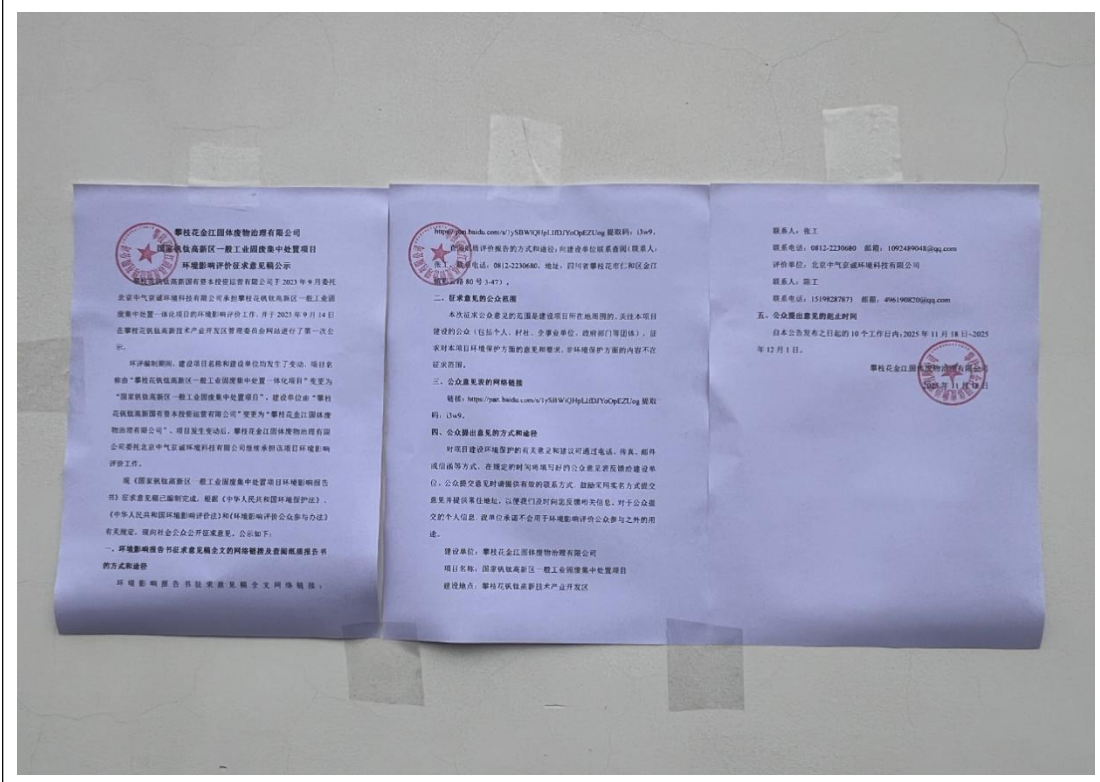 攀枝花金江固体废物治理有限公司
国家钒钛高新区一般工业固废集中处置项目
环境影响评价征求意见稿公示
攀枝花钒钛高新国有资本投资运营有限公司于 2023 年 9 月委托
北京中气京诚环境科技有限公司承担攀枝花钒钛高新区一般工业固
废集中处置一体化项目的环境影响评价工作，并于 2023 年 9 月 14 日
在攀枝花钒钛高新技术产业开发区管理委员会网站进行了第一次公
示。
环评编制期间，建设项目名称和建设单位均发生了变动，项目名
称由“攀枝花钒钛高新区一般工业固废集中处置一体化项目”变更为
“国家钒钛高新区一般工业固废集中处置项目”，建设单位由“攀枝
花钒钛高新国有资本投资运营有限公司”变更为“攀枝花金江固体废
物治理有限公司”。项目发生变动后，攀枝花金江固体废物治理有限
公司委托北京中气京诚环境科技有限公司继续承担该项目环境影响
评价工作。
现《国家钒钛高新区一般工业固废集中处置项目环境影响报告
书》征求意见稿已编制完成，根据《中华人民共和国环境保护法》、
《中华人民共和国环境影响评价法》和《环境影响评价公众参与办法》
有关规定，现向社会公众公开征求意见，公示如下：
一、环境影响报告书征求意见稿全文的网络链接及查阅纸质报告书
的方式和途径
环境影响报告书征求意见稿全文网络链接：
提取码：i3w9。
评价报告的方式和途径：向建设单位联系查阅（联系人：
张工，联系电话：0812-2230680，地址：四川省攀枝花市仁和区金江
路 80 号 3-47）。
二、征求意见的公众范围
本次征求公众意见的范围是建设项目所在地周围的、关注本项目
建设的公众（包括个人、村社、企事业单位、政府部门等团体），征
求对本项目环境保护方面的意见和要求，非环境保护方面的内容不在
征求范围。
三、公众意见表的网络链接
链接：提取
码：i3w9。
四、公众提出意见的方式和途径
对项目建设环境保护的有关意见和建议可通过电话、传真、邮件
或信函等方式，在规定的时间将填写好的公众意见表反馈给建设单
位，公众提交意见时请提供有效的联系方式，鼓励采用实名方式提交
意见并提供常住地址，以便我们及时向您反馈相关信息。对于公众提
交的个人信息，我单位承诺不会用于环境影响评价公众参与之外的用
途。
建设单位：攀枝花金江固体废物治理有限公司
项目名称：国家钒钛高新区一般工业固废集中处置项目
建设地点：攀枝花钒钛高新技术产业开发区
联系人：张工
联系电话：0812-2230680 邮箱：1092489048@qq.com
评价单位：北京中气京诚环境科技有限公司
联系人：郭工
联系电话：15198287873 邮箱：496190820@qq.com
五、公众提出意见的起止时间
自本公告发布之日起的 10 个工作日内：2025 年 11 月 18 日~2025
年 12 月 1 日。
攀枝花金江固体废物治理有限公司
2025 年 11 月 18 日